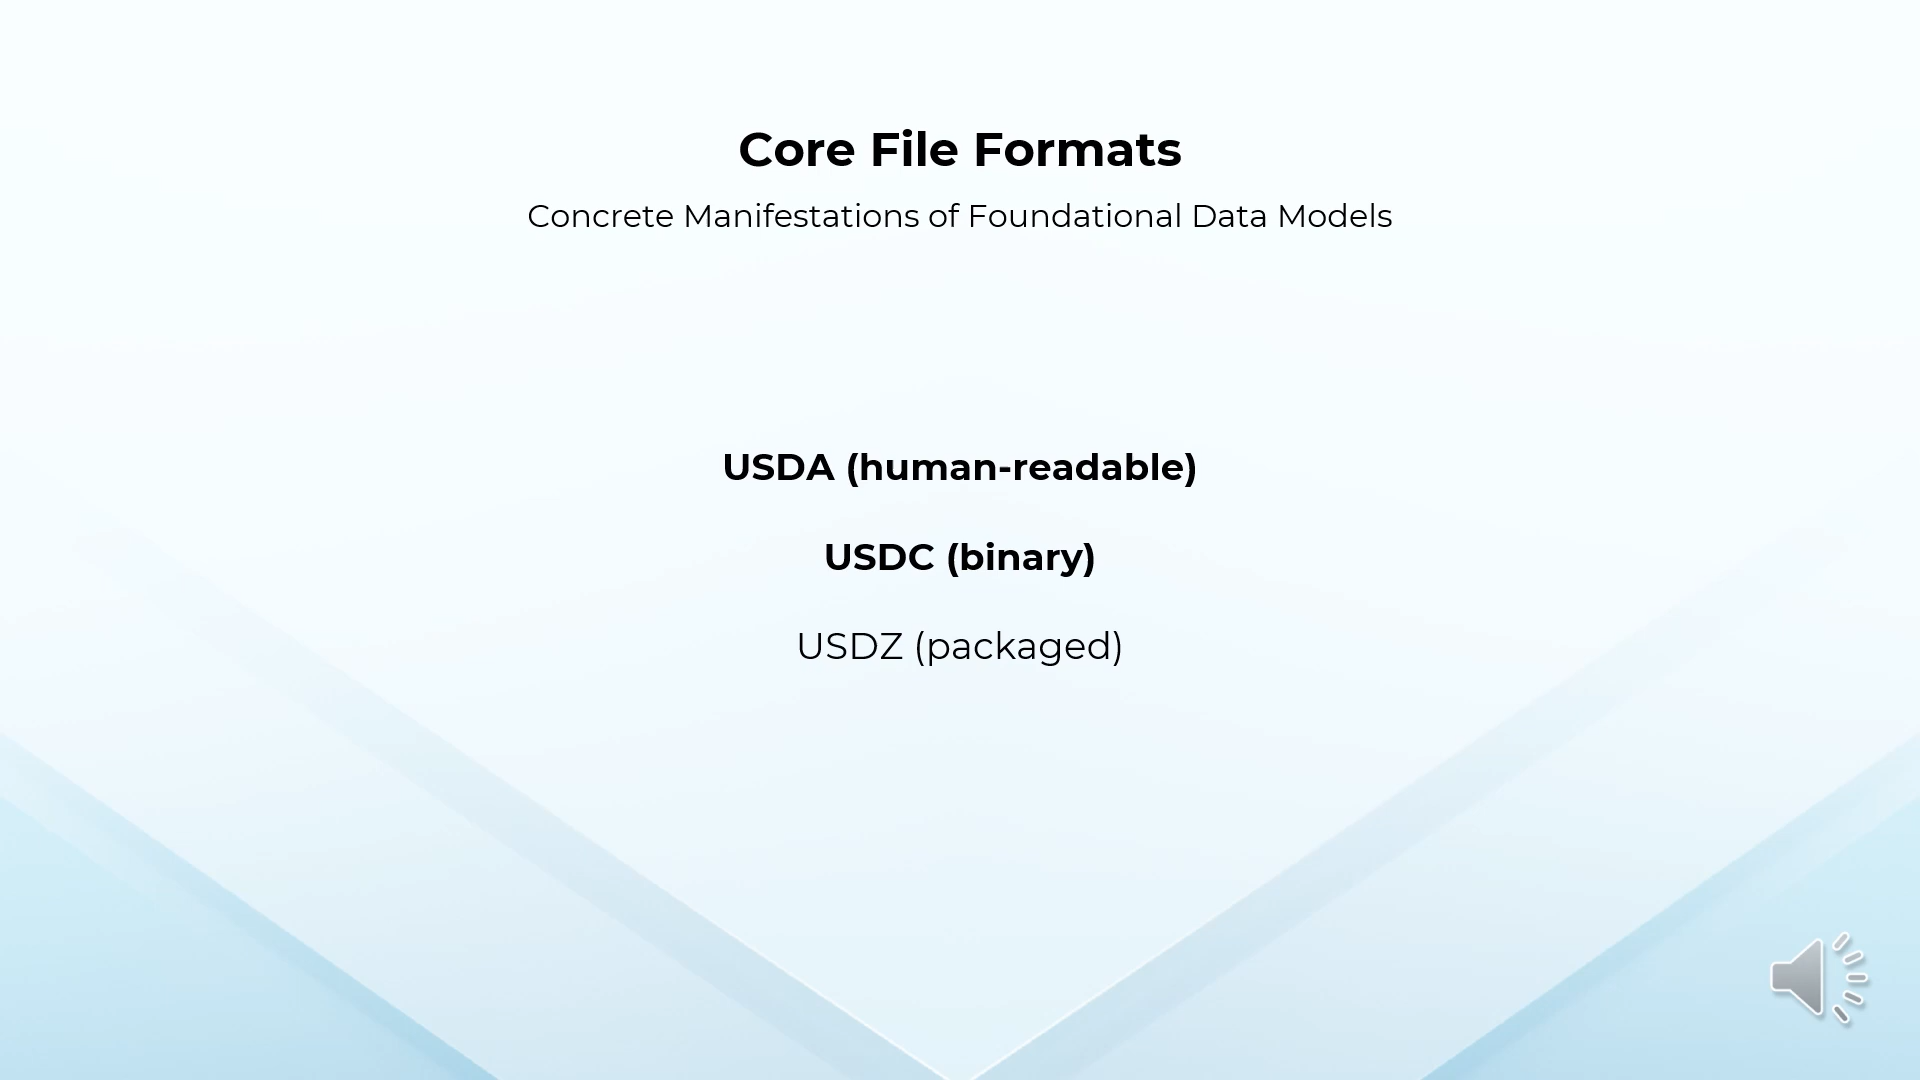 Core File Formats
Concrete Manifestations of Foundational Data Models
USDA (human-readable)
USDC (binary)
USDZ (packaged)